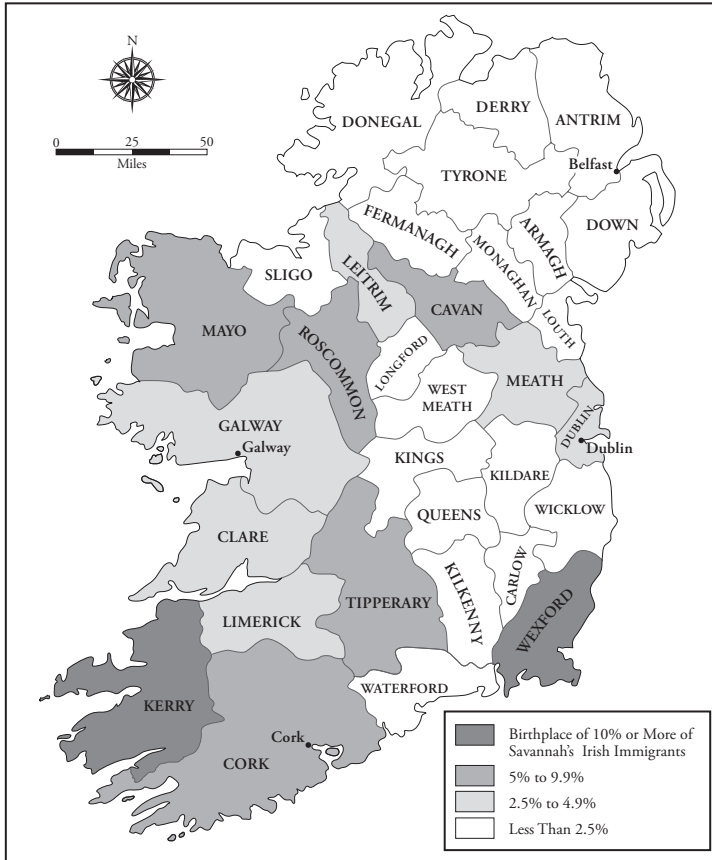 N
0 25 50
Miles
DONEGAL
DERRY
ANTRIM
Belfast
TYRONE
FERMANAGH
MONAGHAN
ARMAGH
DOWN
SLIGO
LEITRIM
CAVAN
LOUTH
MAYO
ROSCOMMON
LONGFORD
WEST
MEATH
MEATH
DUBLIN
Dublin
GALWAY
Galway
KINGS
KILDARE
WICKLOW
QUEENS
CLARE
CARLOW
KILKENNY
TIPPERARY
LIMERICK
WEXFORD
WATERFORD
KERRY
Cork
CORK
Birthplace of 10% or More of
Savannah's Irish Immigrants
5% to 9.9%
2.5% to 4.9%
Less Than 2.5%